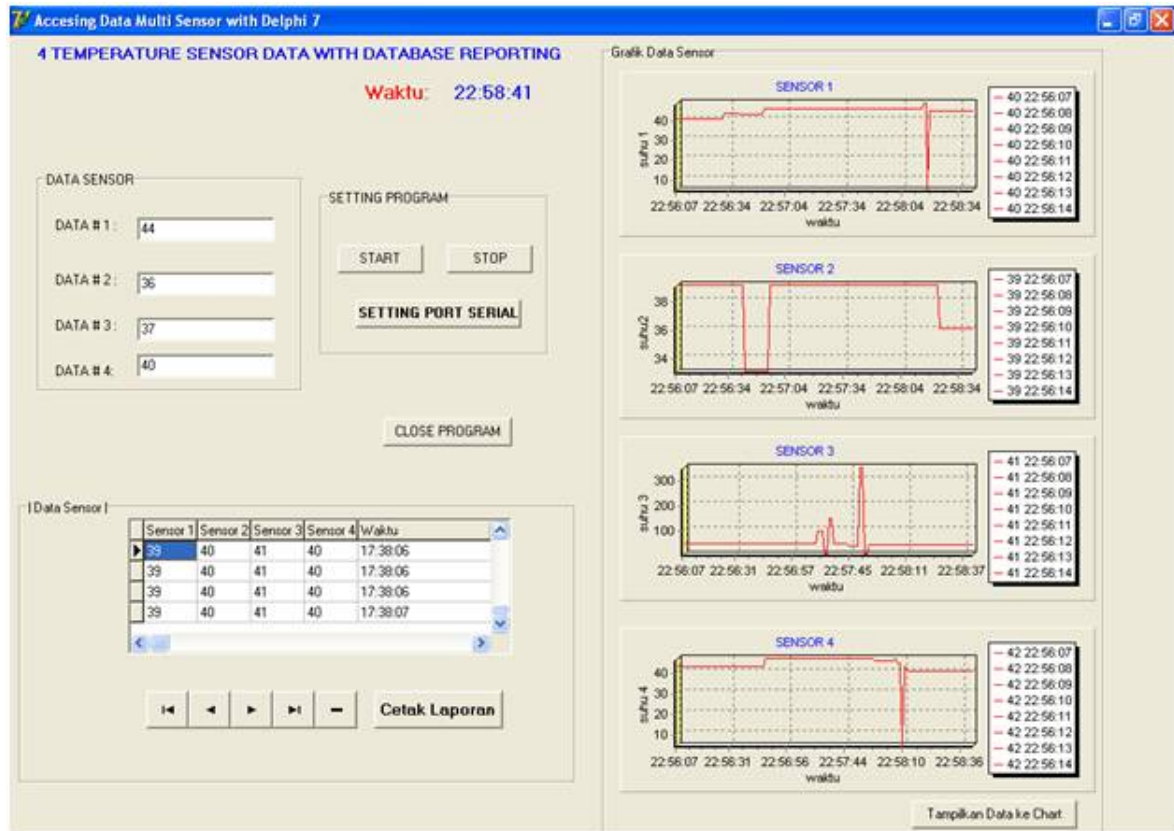 Accesing Data Multi Sensor with Delphi 7
4 TEMPERATURE SENSOR DATA WITH DATABASE REPORTING
Waktu: 22:58:41
DATA SENSOR
DATA # 1 : 44
DATA # 2 : 36
DATA # 3 : 37
DATA # 4: 40
SETTING PROGRAM
START STOP
SETTING PORT SERIAL
CLOSE PROGRAM
| Data Sensor |
Sensor 1 Sensor 2 Sensor 3 Sensor 4 Waktu
39 40 41 40 17:38:06
39 40 41 40 17:38:06
39 40 41 40 17:38:06
39 40 41 40 17:38:07
Cetak Laporan
Grafik Data Sensor
SENSOR 1
suhu 1
40
30
20
10
22:56:07 22:56:34 22:57:04 22:57:34 22:58:04 22:58:34
waktu
40 22:56:07
40 22:56:08
40 22:56:09
40 22:56:10
40 22:56:11
40 22:56:12
40 22:56:13
40 22:56:14
SENSOR 2
suhu2
38
36
34
22:56:07 22:56:34 22:57:04 22:57:34 22:58:04 22:58:34
waktu
39 22:56:07
39 22:56:08
39 22:56:09
39 22:56:10
39 22:56:11
39 22:56:12
39 22:56:13
39 22:56:14
SENSOR 3
suhu 3
300
200
100
22:56:07 22:56:31 22:56:57 22:57:45 22:58:11 22:58:37
waktu
41 22:56:07
41 22:56:08
41 22:56:09
41 22:56:10
41 22:56:11
41 22:56:12
41 22:56:13
41 22:56:14
SENSOR 4
suhu 4
40
30
20
10
22:56:07 22:56:31 22:56:56 22:57:44 22:58:10 22:58:36
waktu
42 22:56:07
42 22:56:08
42 22:56:09
42 22:56:10
42 22:56:11
42 22:56:12
42 22:56:13
42 22:56:14
Tampilkan Data ke Chart